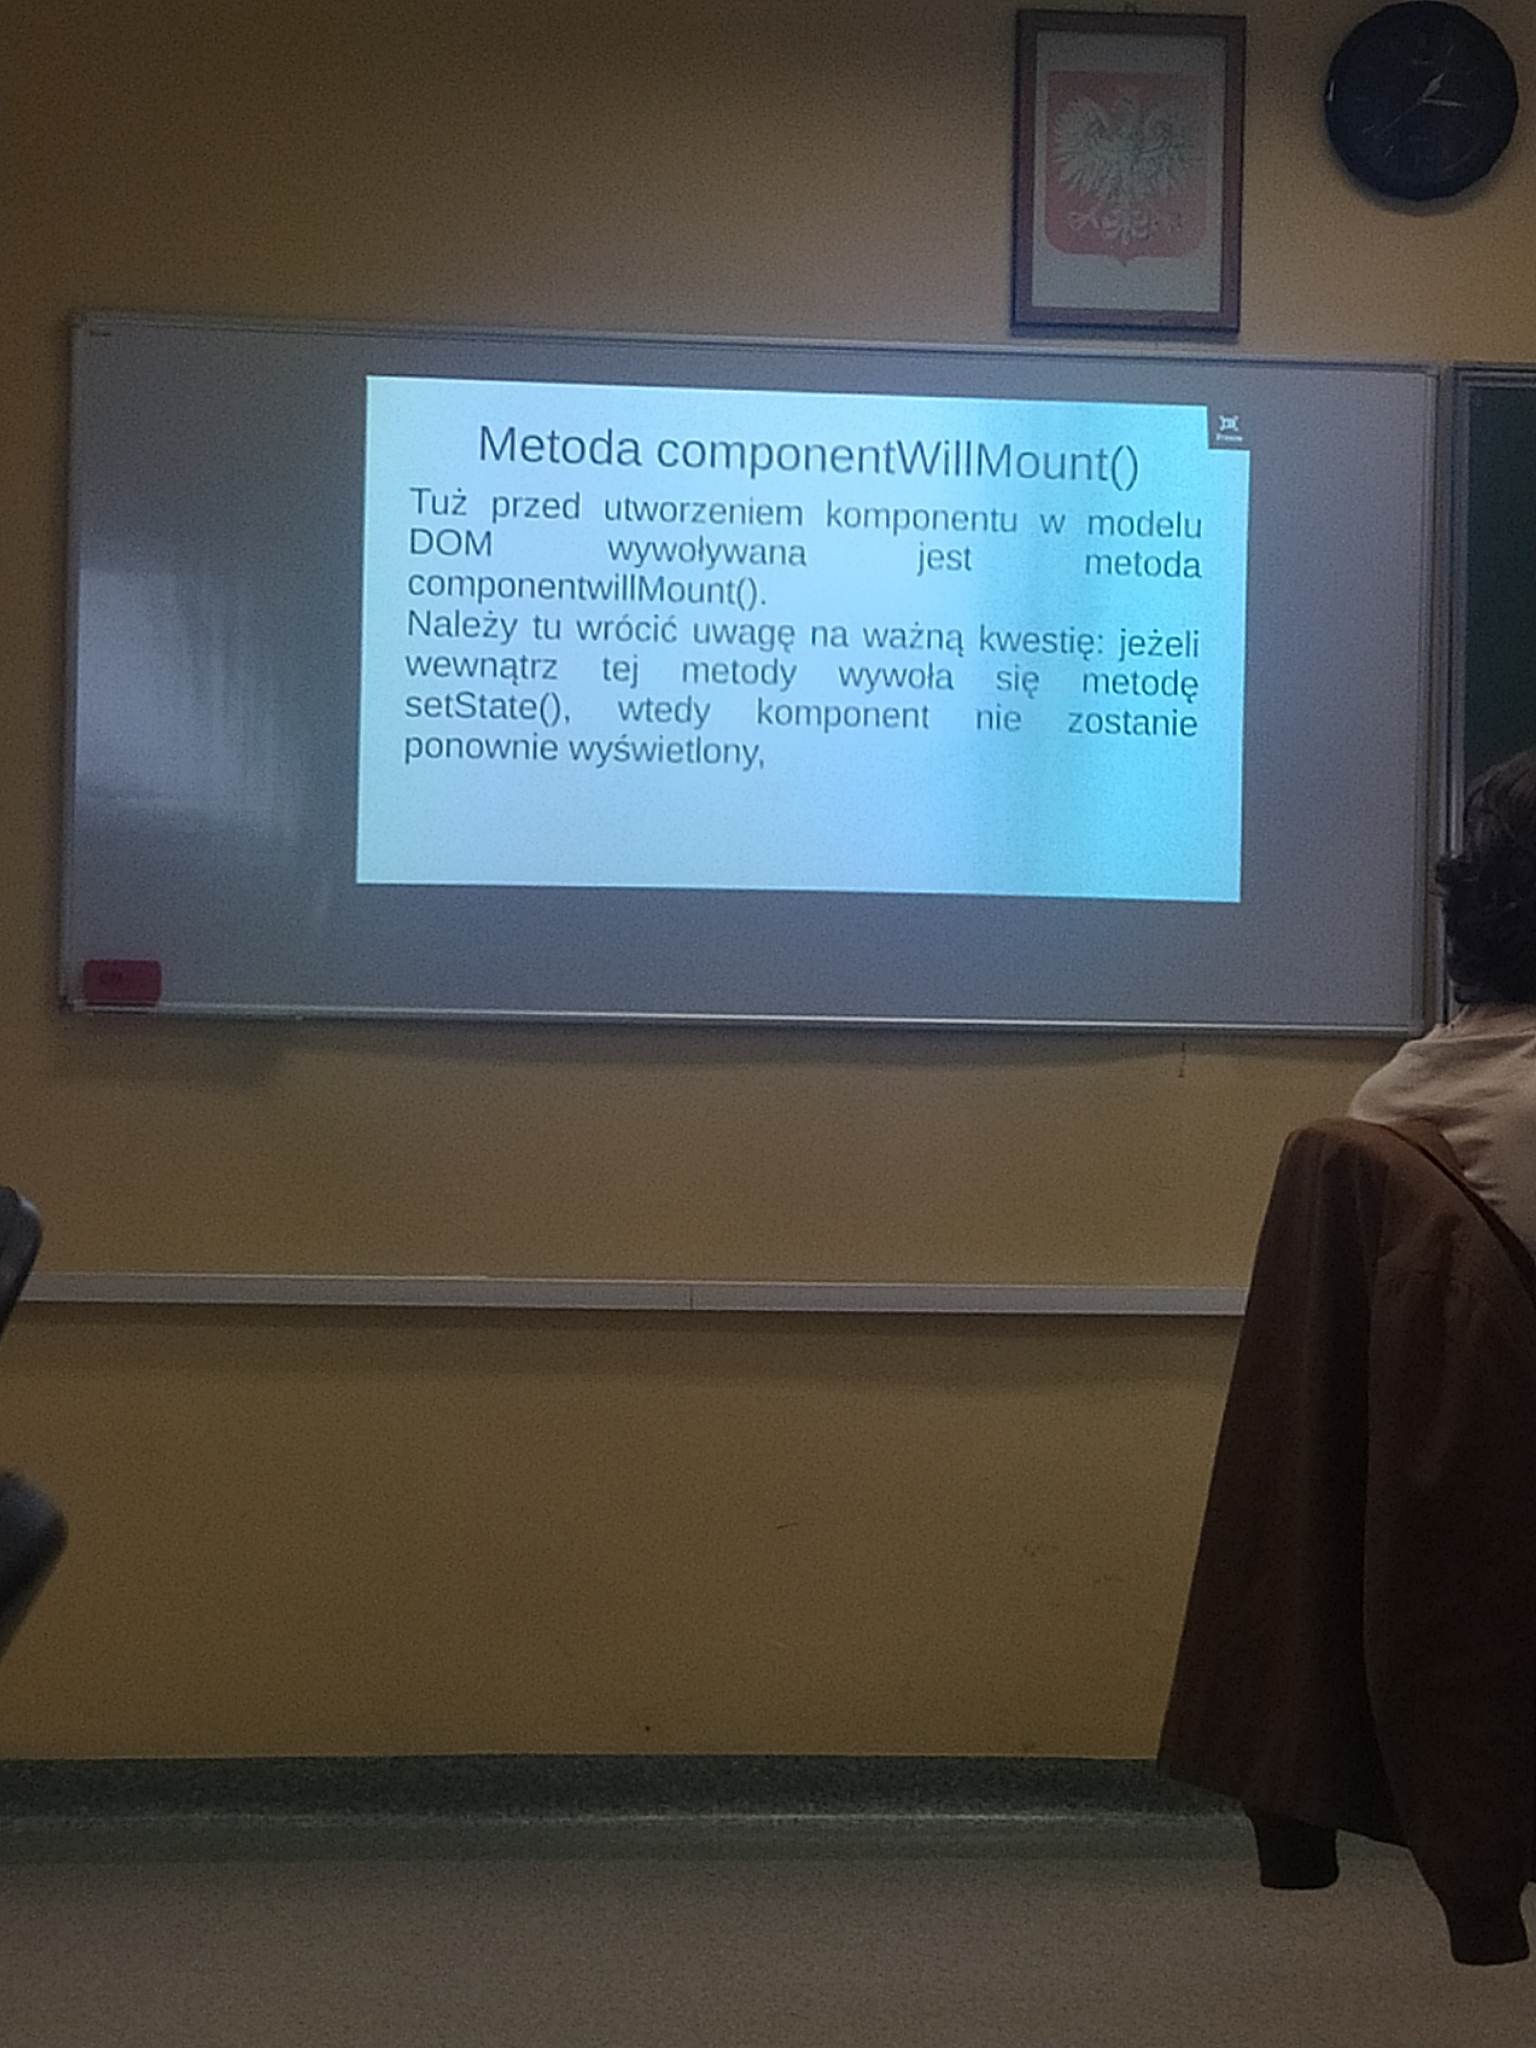 Metoda componentWillMount()
Tuż przed utworzeniem komponentu w modelu
DOM wywoływana jest metoda
componentwillMount().
Należy tu wrócić uwagę na ważną kwestię: jeżeli
wewnątrz tej metody wywoła się metodę
setState(), wtedy komponent nie zostanie
ponownie wyświetlony,